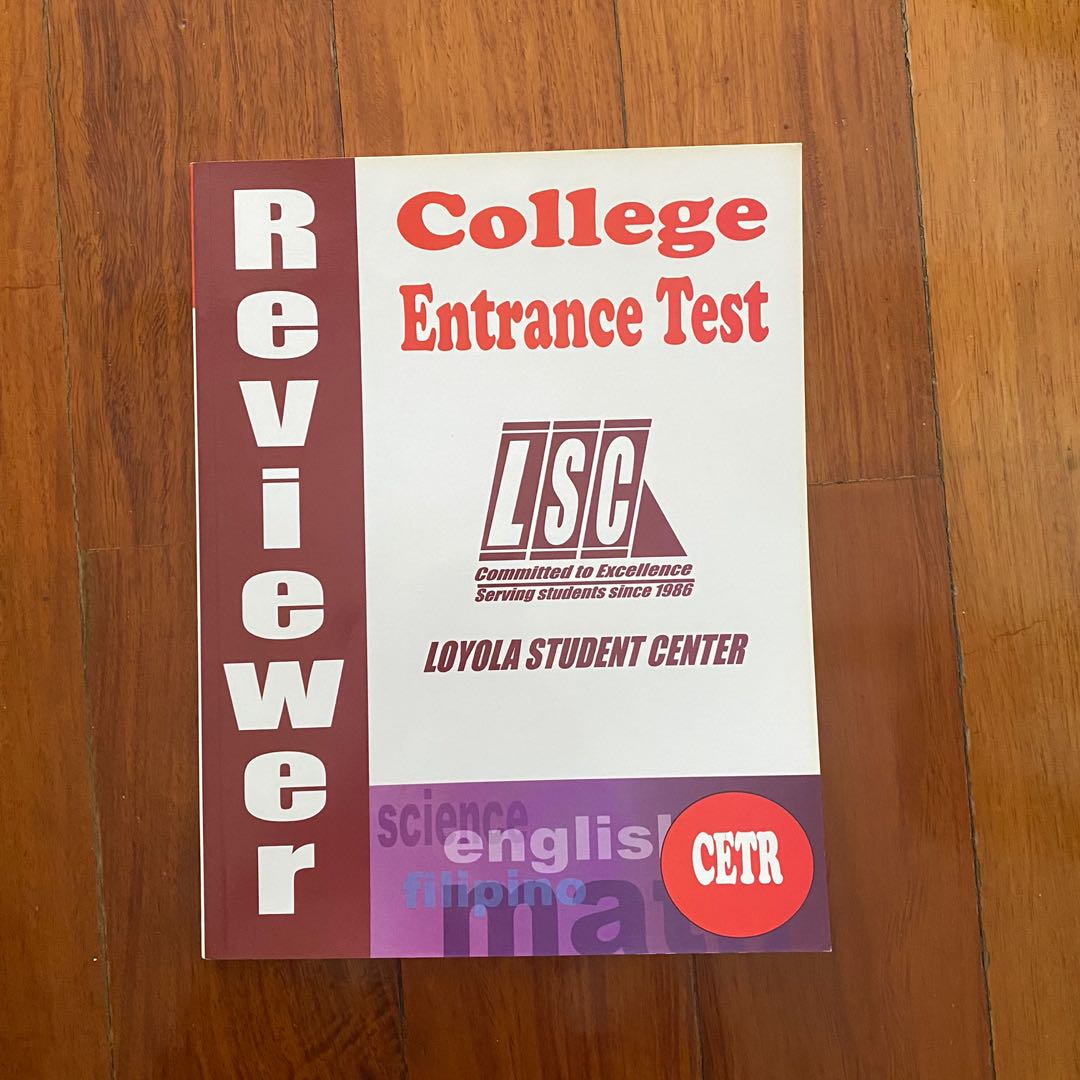 Reviewer
College
Entrance Test
LSC
Committed to Excellence
Serving students since 1986
LOYOLA STUDENT CENTER
science
english
filipino
math
CETR